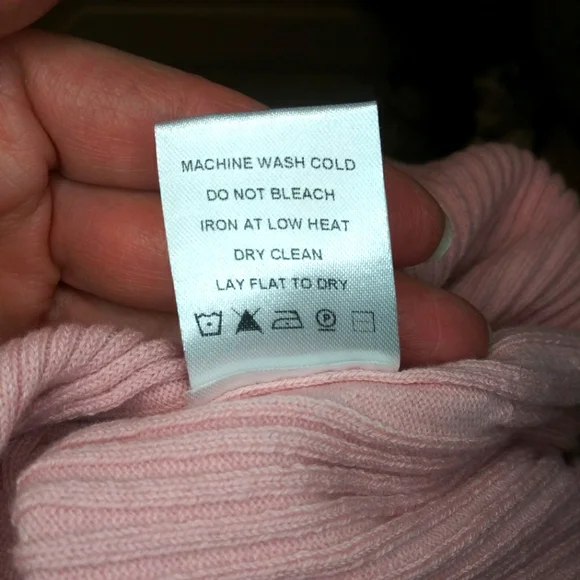 MACHINE WASH COLD
DO NOT BLEACH
IRON AT LOW HEAT
DRY CLEAN
LAY FLAT TO DRY
P